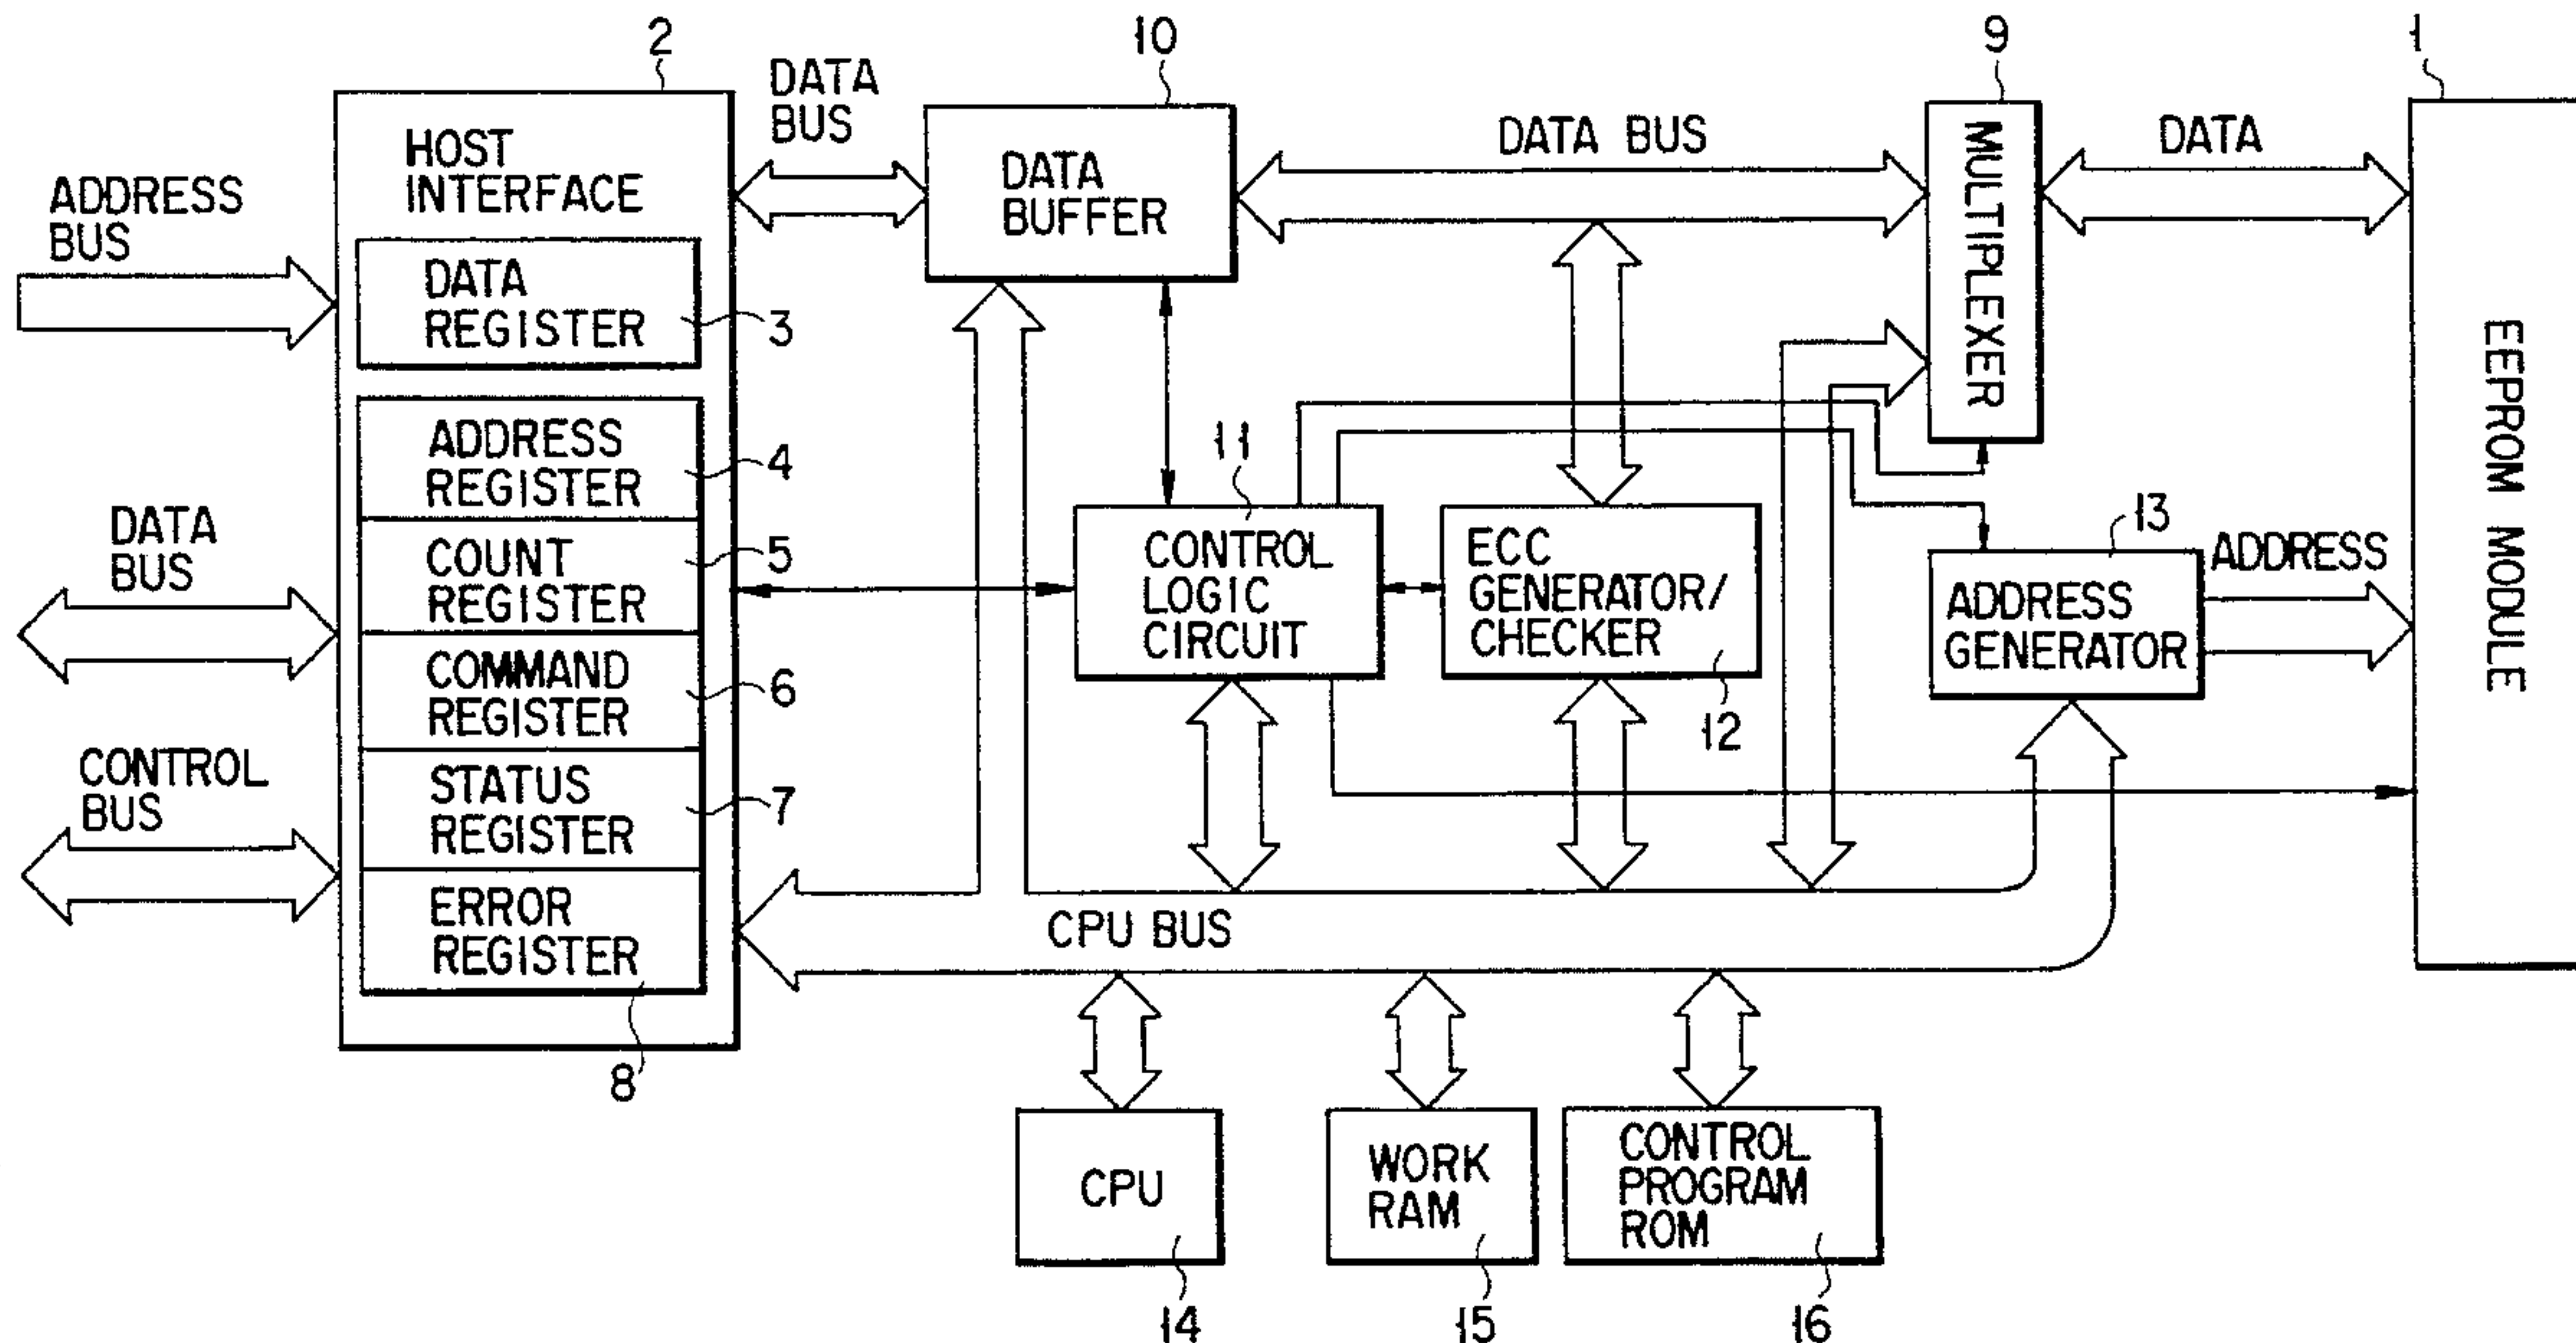 2
10
9
1
DATA
BUS
HOST
INTERFACE
DATA
BUFFER
DATA BUS
MULTIPLEXER
DATA
ADDRESS
BUS
DATA
REGISTER
3
EEPROM MODULE
ADDRESS
REGISTER
4
11
DATA
BUS
COUNT
REGISTER
5
CONTROL
LOGIC
CIRCUIT
ECC
GENERATOR/
CHECKER
12
13
ADDRESS
GENERATOR
ADDRESS
COMMAND
REGISTER
6
CONTROL
BUS
STATUS
REGISTER
7
ERROR
REGISTER
8
CPU BUS
CPU
14
WORK
RAM
15
CONTROL
PROGRAM
ROM
16